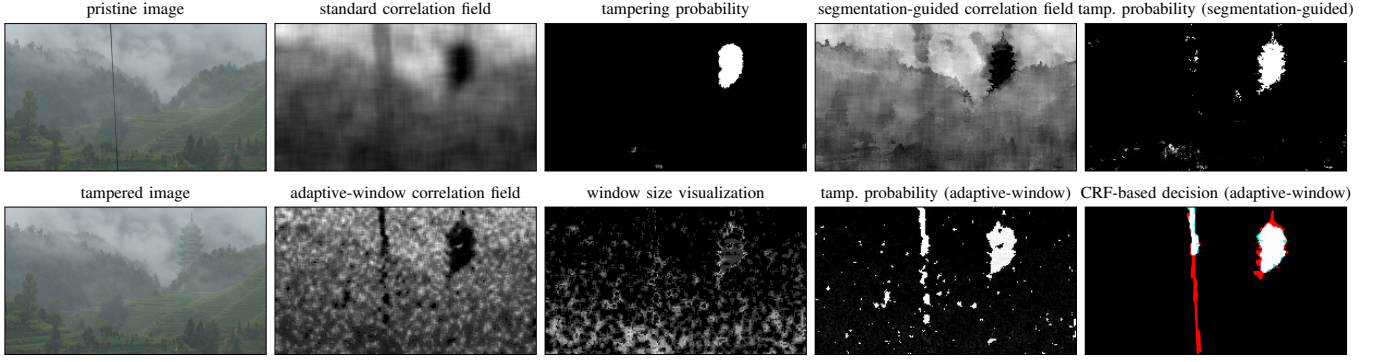 pristine image
standard correlation field
tampering probability
segmentation-guided correlation field
tamp. probability (segmentation-guided)
tampered image
adaptive-window correlation field
window size visualization
tamp. probability (adaptive-window)
CRF-based decision (adaptive-window)